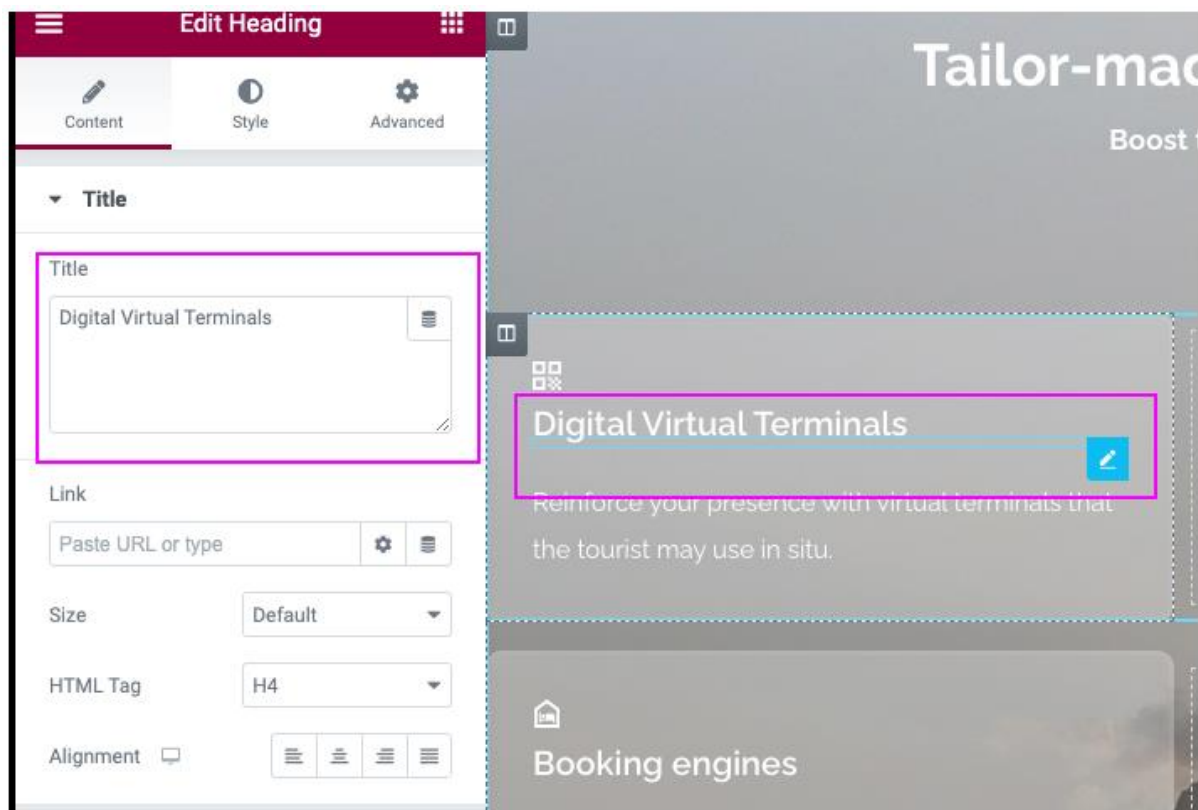 Edit Heading
Content
Style
Advanced
Title
Title
Digital Virtual Terminals
Link
Paste URL or type
Size
Default
HTML Tag
H4
Alignment
Tailor-mad
Boost
Digital Virtual Terminals
Reinforce your presence with virtual terminals that
the tourist may use in situ.
Booking engines